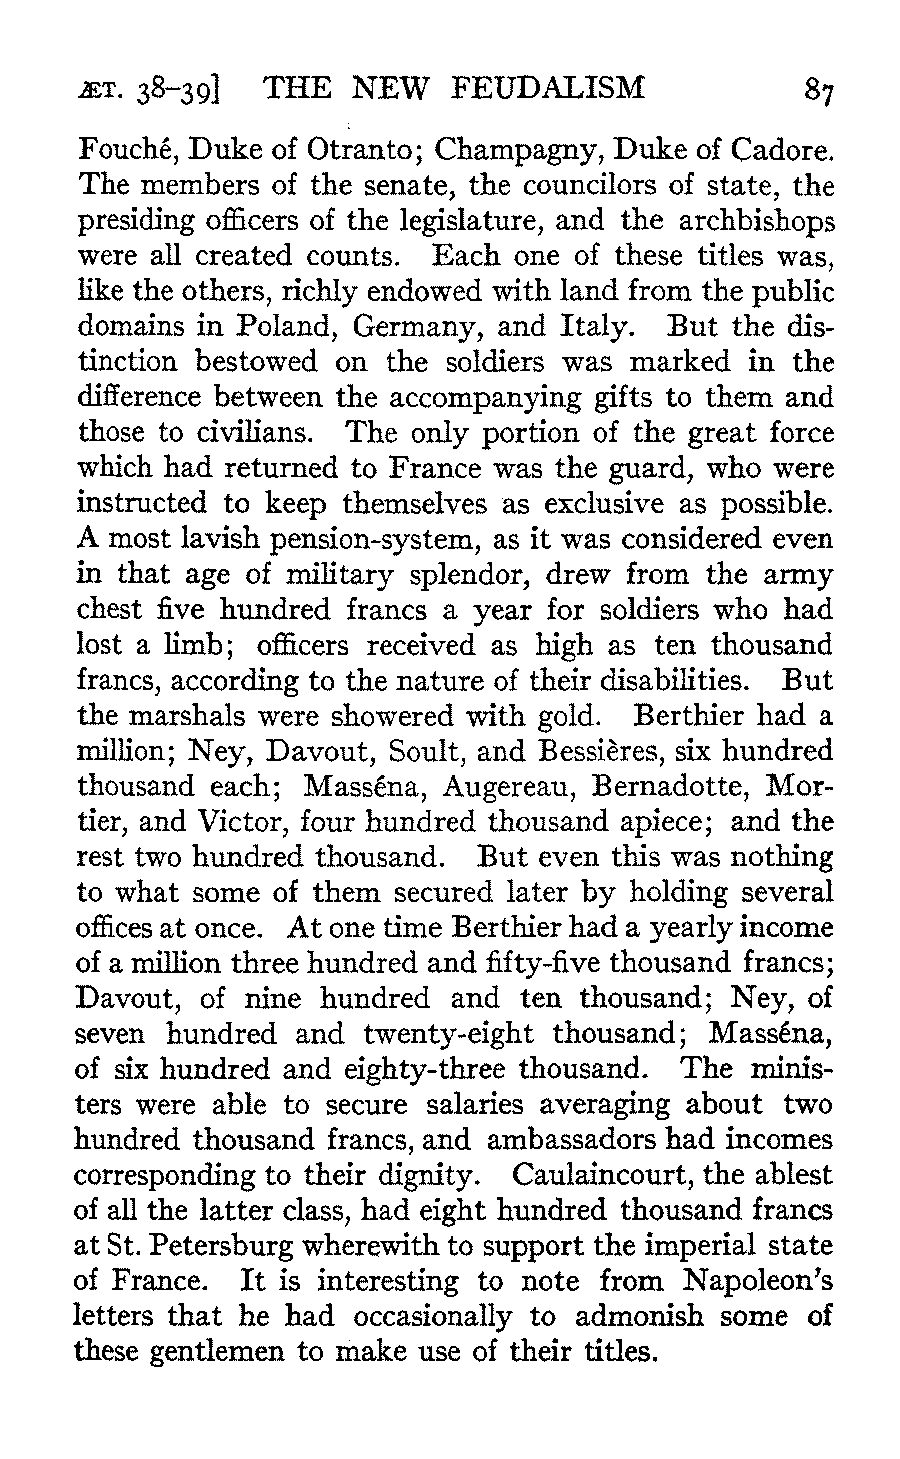 ÆT. 38–39] THE NEW FEUDALISM 87
Fouché, Duke of Otranto; Champagny, Duke of Cadore.
The members of the senate, the councilors of state, the
presiding officers of the legislature, and the archbishops
were all created counts. Each one of these titles was,
like the others, richly endowed with land from the public
domains in Poland, Germany, and Italy. But the dis-
tinction bestowed on the soldiers was marked in the
difference between the accompanying gifts to them and
those to civilians. The only portion of the great force
which had returned to France was the guard, who were
instructed to keep themselves as exclusive as possible.
A most lavish pension-system, as it was considered even
in that age of military splendor, drew from the army
chest five hundred francs a year for soldiers who had
lost a limb; officers received as high as ten thousand
francs, according to the nature of their disabilities. But
the marshals were showered with gold. Berthier had a
million; Ney, Davout, Soult, and Bessières, six hundred
thousand each; Masséna, Augereau, Bernadotte, Mor-
tier, and Victor, four hundred thousand apiece; and the
rest two hundred thousand. But even this was nothing
to what some of them secured later by holding several
offices at once. At one time Berthier had a yearly income
of a million three hundred and fifty-five thousand francs;
Davout, of nine hundred and ten thousand; Ney, of
seven hundred and twenty-eight thousand; Masséna,
of six hundred and eighty-three thousand. The minis-
ters were able to secure salaries averaging about two
hundred thousand francs, and ambassadors had incomes
corresponding to their dignity. Caulaincourt, the ablest
of all the latter class, had eight hundred thousand francs
at St. Petersburg wherewith to support the imperial state
of France. It is interesting to note from Napoleon's
letters that he had occasionally to admonish some of
these gentlemen to make use of their titles.